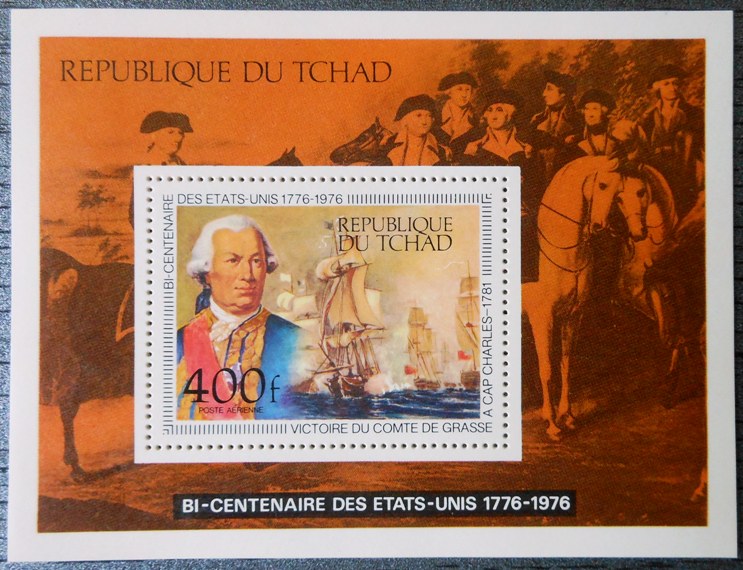 REPUBLIQUE DU TCHAD
BI-CENTENAIRE
DES ETATS-UNIS 1776-1976
REPUBLIQUE
DU TCHAD
400f
POSTE AÉRIENNE
VICTOIRE DU COMTE DE GRASSE
A CAP CHARLES-1781
BI-CENTENAIRE DES ETATS-UNIS 1776-1976